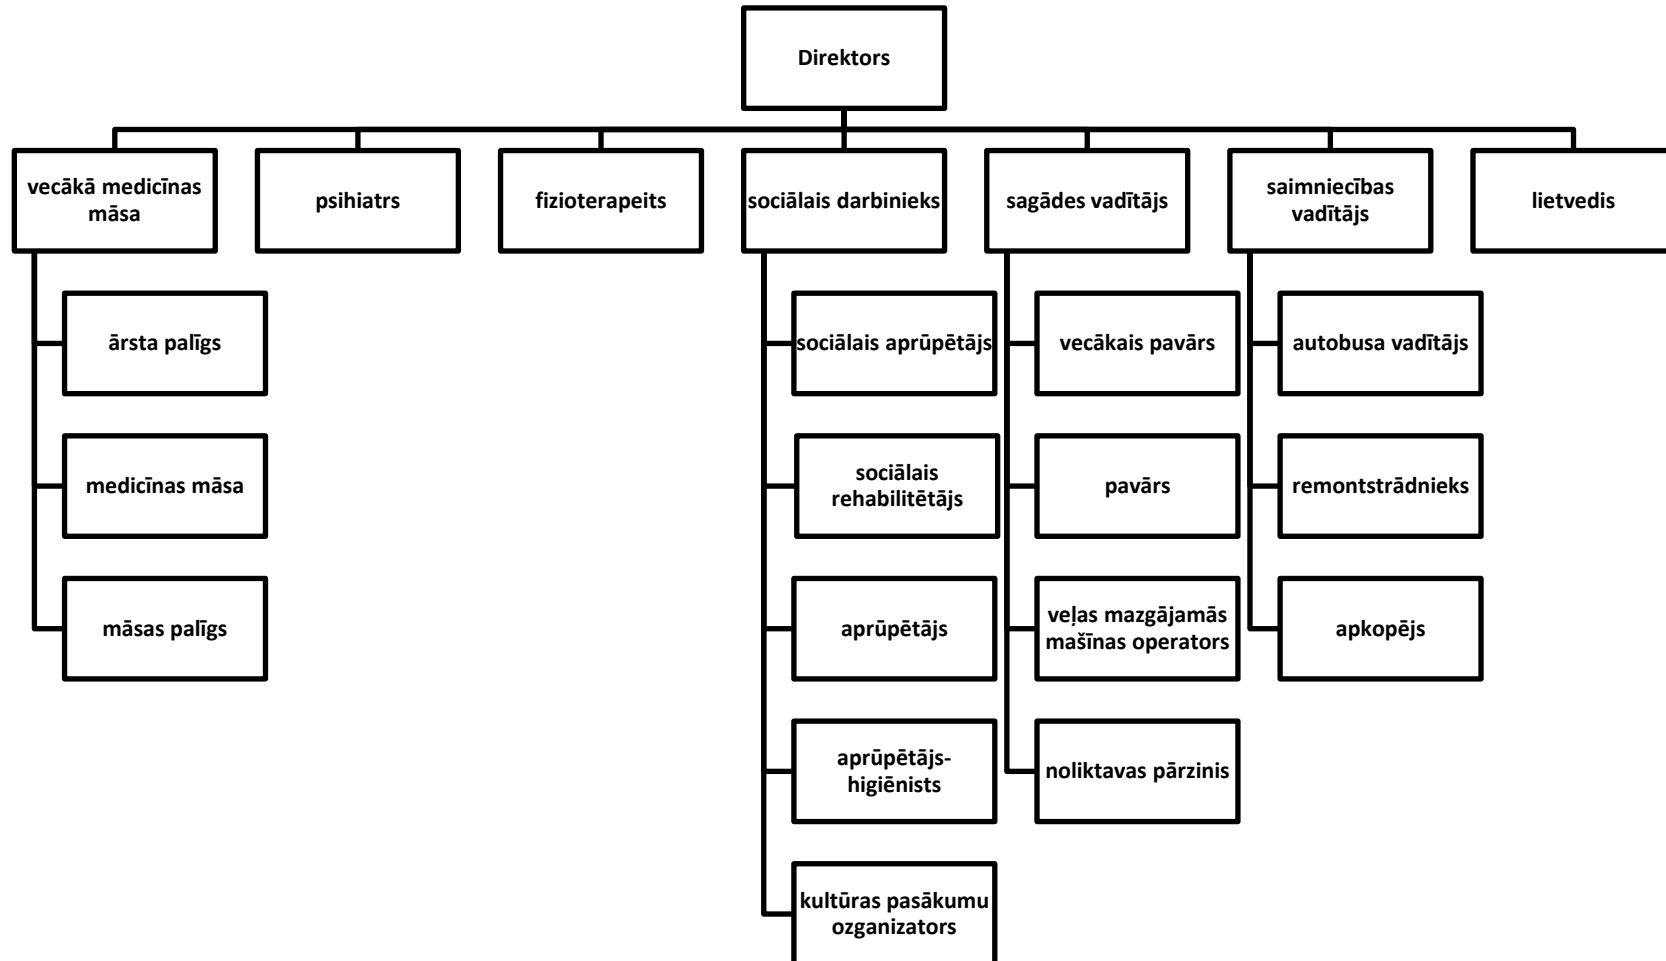 Direktors
vecākā medicīnas
māsa
psihiatrs
fizioterapeits
sociālais darbinieks
sagādes vadītājs
saimniecības
vadītājs
lietvedis
ārsta palīgs
medicīnas māsa
māsas palīgs
sociālais aprūpētājs
sociālais
rehabilitētājs
aprūpētājs
aprūpētājs-
higiēnists
kultūras pasākumu
ozganizators
vecākais pavārs
pavārs
veļas mazgājamās
mašīnas operators
noliktavas pārzinis
autobusa vadītājs
remontstrādnieks
apkopējs